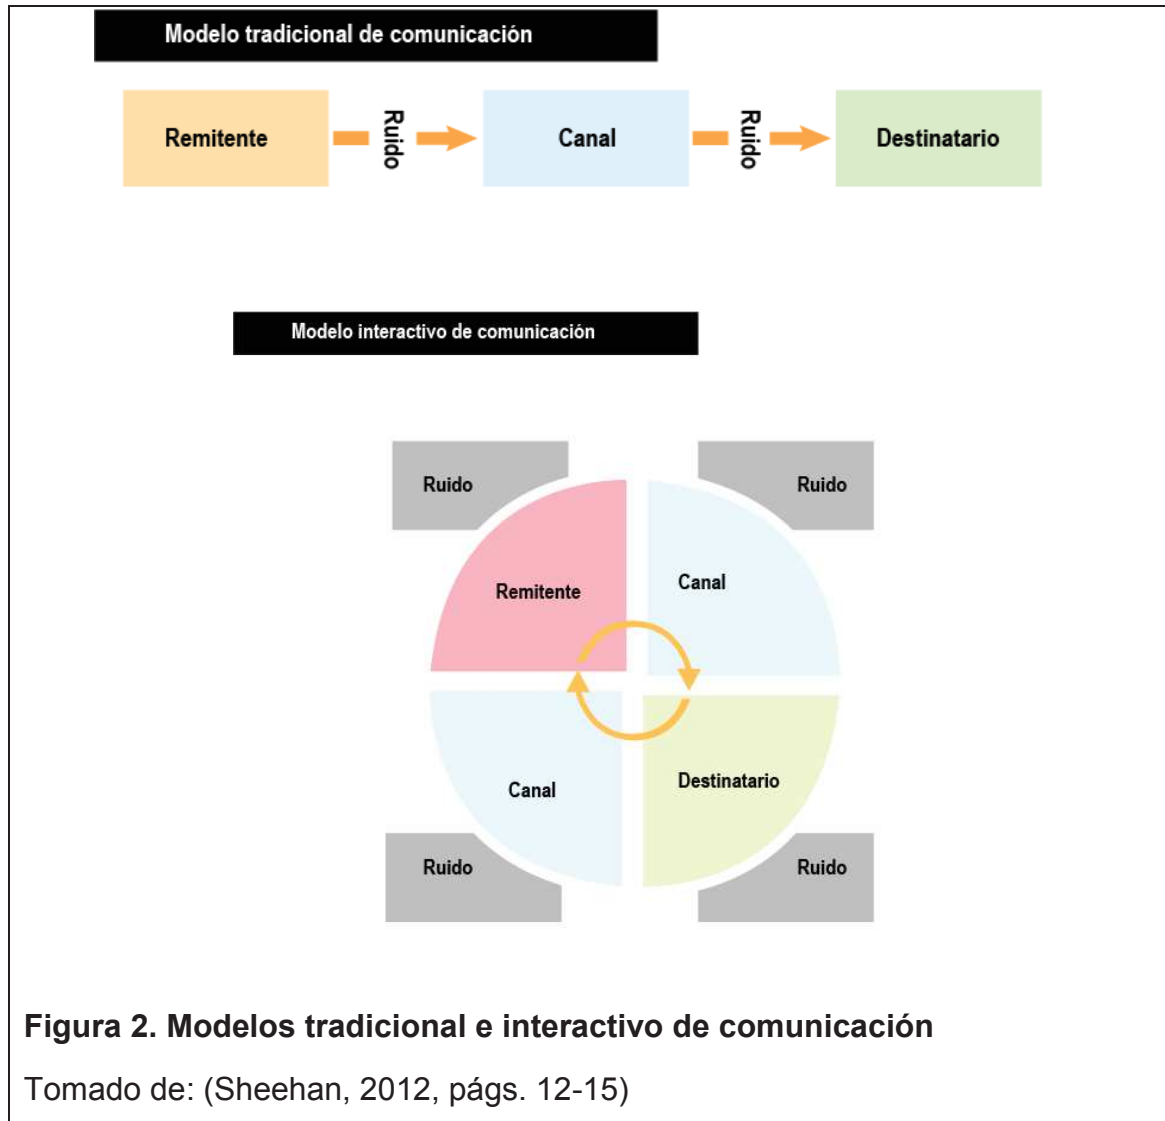 Modelo tradicional de comunicación
Remitente
Ruido
Canal
Ruido
Destinatario
Modelo interactivo de comunicación
Ruido
Ruido
Remitente
Canal
Canal
Destinatario
Ruido
Ruido
Figura 2. Modelos tradicional e interactivo de comunicación
Tomado de: (Sheehan, 2012, págs. 12-15)